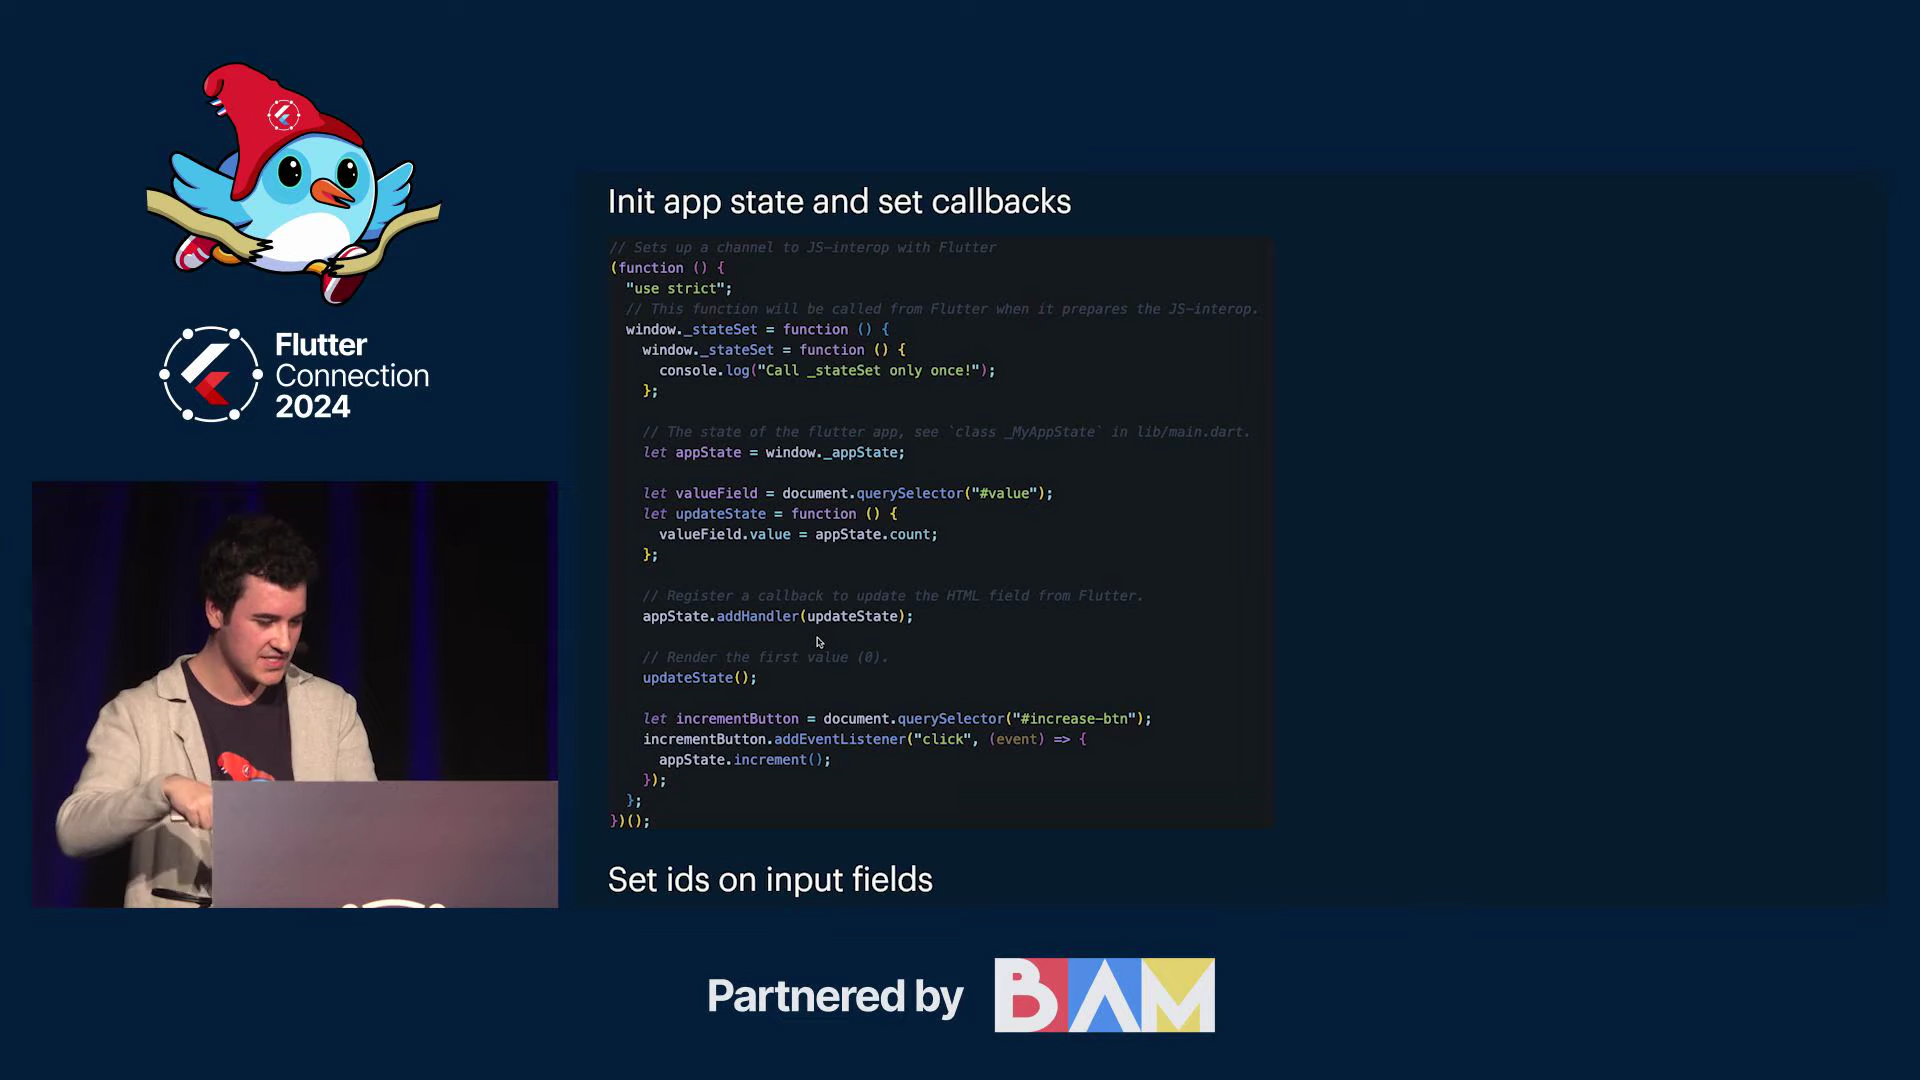 Flutter
Connection
2024
Init app state and set callbacks
// Sets up a channel to JS-interop with Flutter
(function () {
"use strict";
// This function will be called from Flutter when it prepares the JS-interop.
window._stateSet = function () {
window._stateSet = function () {
console.log("Call _stateSet only once!");
};
// The state of the flutter app, see `class _MyAppState` in lib/main.dart.
let appState = window._appState;
let valueField = document.querySelector("#value");
let updateState = function () {
valueField.value = appState.count;
};
// Register a callback to update the HTML field from Flutter.
appState.addHandler(updateState);
// Render the first value (0).
updateState();
let incrementButton = document.querySelector("#increase-btn");
incrementButton.addEventListener("click", (event) => {
appState.increment();
});
};
})();
Set ids on input fields
Partnered by
BAM